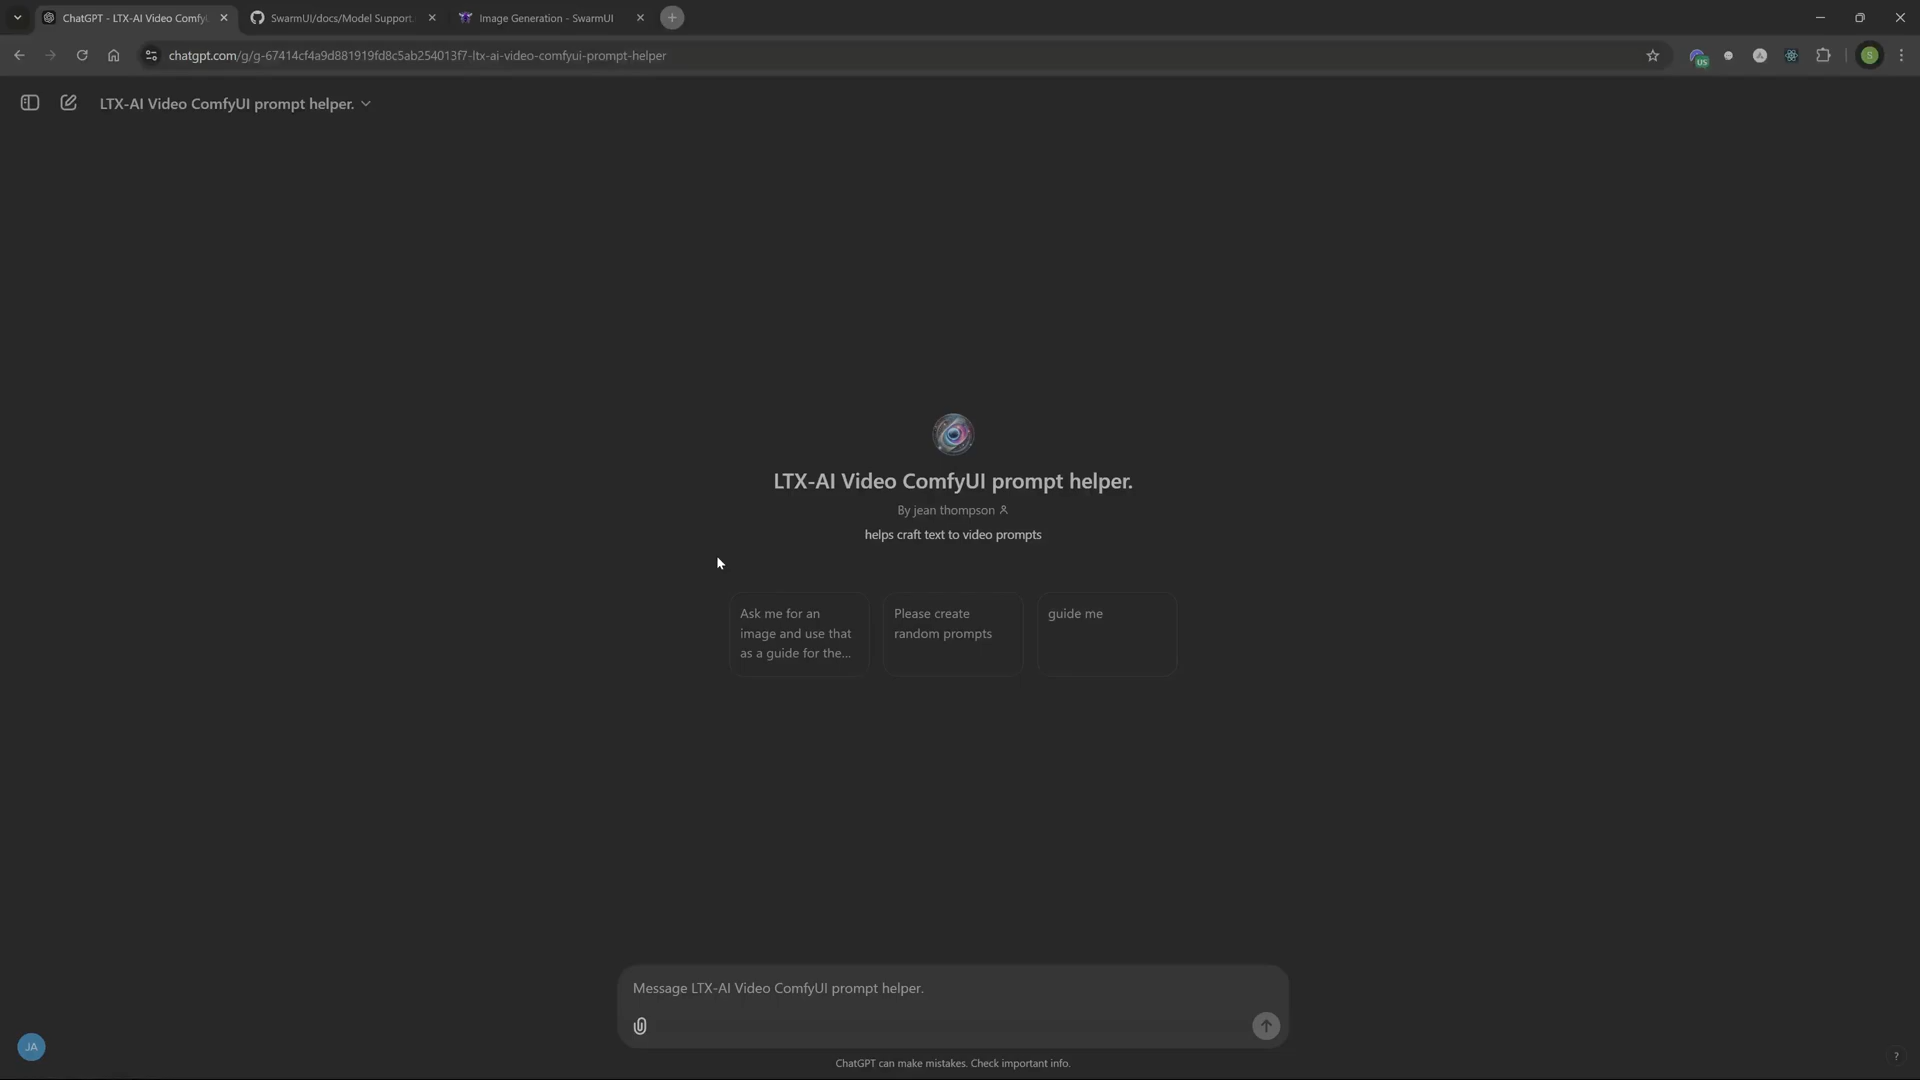 ChatGPT - LTX-AI Video ComfyU
SwarmUI/docs/Model Support.
Image Generation - SwarmUI
chatgpt.com/g/g-67414cf4a9d881919fd8c5ab254013f7-ltx-ai-video-comfyui-prompt-helper
US
S
LTX-AI Video ComfyUI prompt helper.
LTX-AI Video ComfyUI prompt helper.
By jean thompson
helps craft text to video prompts
Ask me for an
image and use that
as a guide for the...
Please create
random prompts
guide me
Message LTX-AI Video ComfyUI prompt helper.
JA
ChatGPT can make mistakes. Check important info.
?